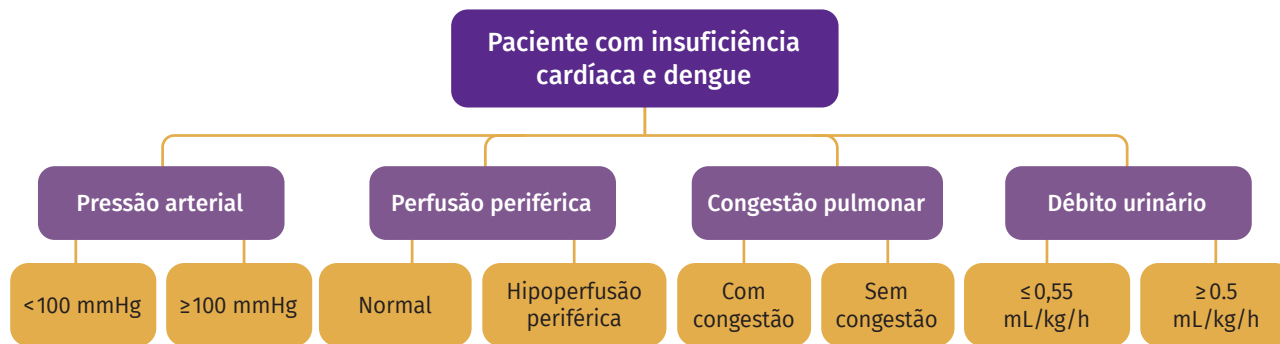 Paciente com insuficiência
cardíaca e dengue
Pressão arterial
Perfusão periférica
Congestão pulmonar
Débito urinário
<100 mmHg
≥100 mmHg
Normal
Hipoperfusão
periférica
Com
congestão
Sem
congestão
≤0,55
mL/kg/h
≥0.5
mL/kg/h